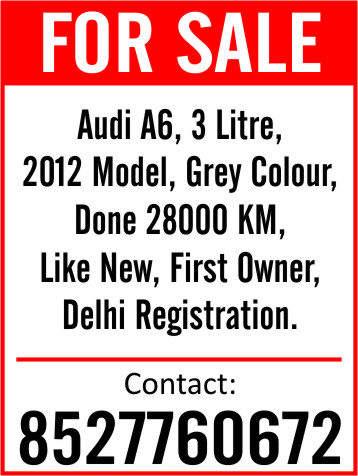 FOR SALE
Audi A6, 3 Litre,
2012 Model, Grey Colour,
Done 28000 KM,
Like New, First Owner,
Delhi Registration.
Contact:
8527760672